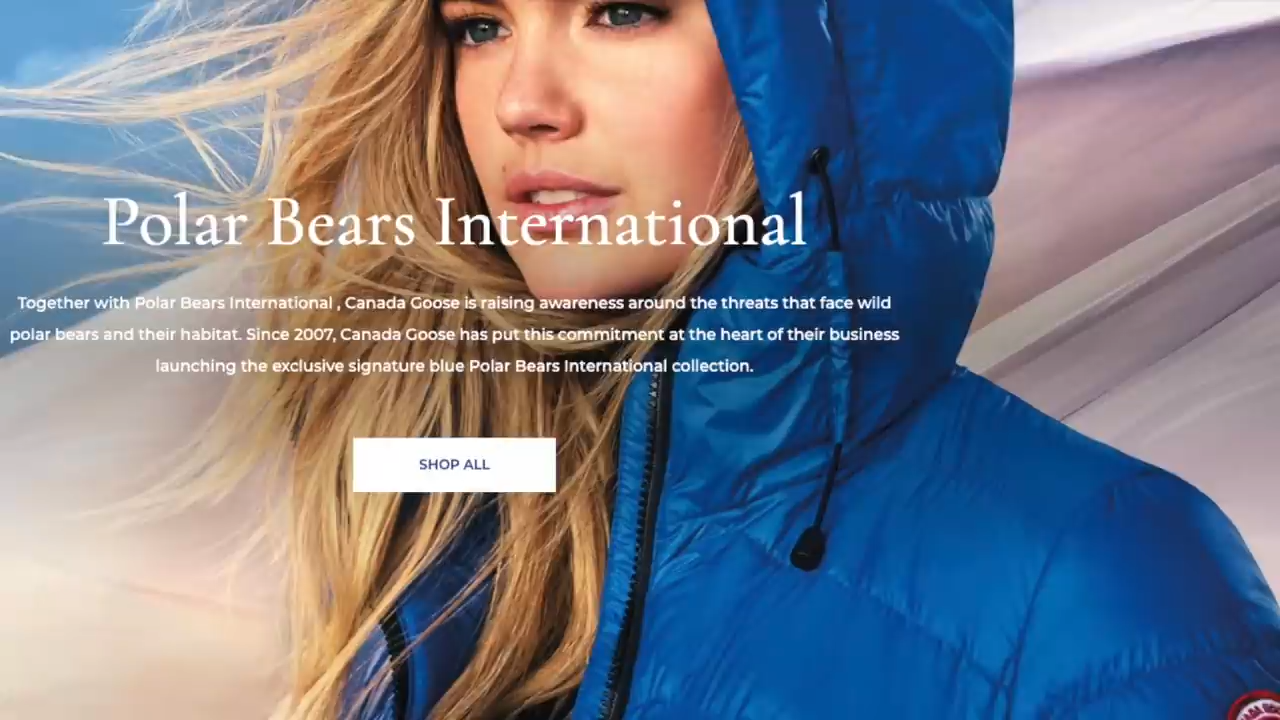 Polar Bears International
Together with Polar Bears International , Canada Goose is raising awareness around the threats that face wild
polar bears and their habitat. Since 2007, Canada Goose has put this commitment at the heart of their business
launching the exclusive signature blue Polar Bears International collection.
SHOP ALL